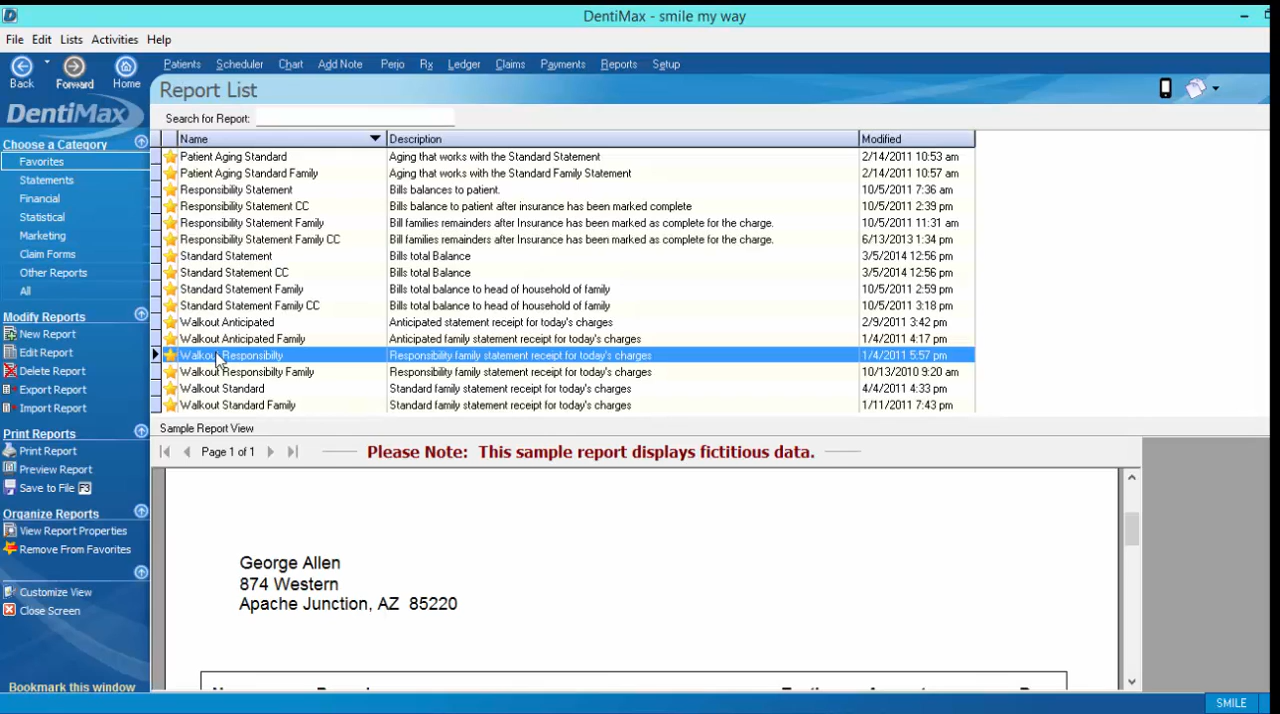 DentiMax - smile my way
File Edit Lists Activities Help
Back Forward Home Patients Scheduler Chart Add Note Perio Rx Ledger Claims Payments Reports Setup
Report List
DentiMax
Search for Report:
Choose a Category
Favorites
Statements
Financial
Statistical
Marketing
Claim Forms
Other Reports
All
Modify Reports
New Report
Edit Report
Delete Report
Export Report
Import Report
Print Reports
Print Report
Preview Report
Save to File F3
Organize Reports
View Report Properties
Remove From Favorites
Customize View
Close Screen
Bookmark this window
Name Description Modified
Patient Aging Standard Aging that works with the Standard Statement 2/14/2011 10:53 am
Patient Aging Standard Family Aging that works with the Standard Family Statement 2/14/2011 10:57 am
Responsibility Statement Bills balances to patient. 10/5/2011 7:36 am
Responsibility Statement CC Bills balance to patient after insurance has been marked complete 10/5/2011 2:39 pm
Responsibility Statement Family Bill families remainders after Insurance has been marked as complete for the charge. 10/5/2011 11:31 am
Responsibility Statement Family CC Bill families remainders after Insurance has been marked as complete for the charge. 6/13/2013 1:34 pm
Standard Statement Bills total Balance 3/5/2014 12:56 pm
Standard Statement CC Bills total Balance 3/5/2014 12:56 pm
Standard Statement Family Bills total balance to head of household of family 10/5/2011 2:59 pm
Standard Statement Family CC Bills total balance to head of household of family 10/5/2011 3:18 pm
Walkout Anticipated Anticipated statement receipt for today's charges 2/9/2011 3:42 pm
Walkout Anticipated Family Anticipated family statement receipt for today's charges 1/4/2011 4:17 pm
Walkout Responsibilty Responsibility family statement receipt for today's charges 1/4/2011 5:57 pm
Walkout Responsibilty Family Responsibility family statement receipt for today's charges 10/13/2010 9:20 am
Walkout Standard Standard family statement receipt for today's charges 4/4/2011 4:33 pm
Walkout Standard Family Standard family statement receipt for today's charges 1/11/2011 7:43 pm
Sample Report View
Page 1 of 1 Please Note: This sample report displays fictitious data.
George Allen
874 Western
Apache Junction, AZ 85220
SMILE